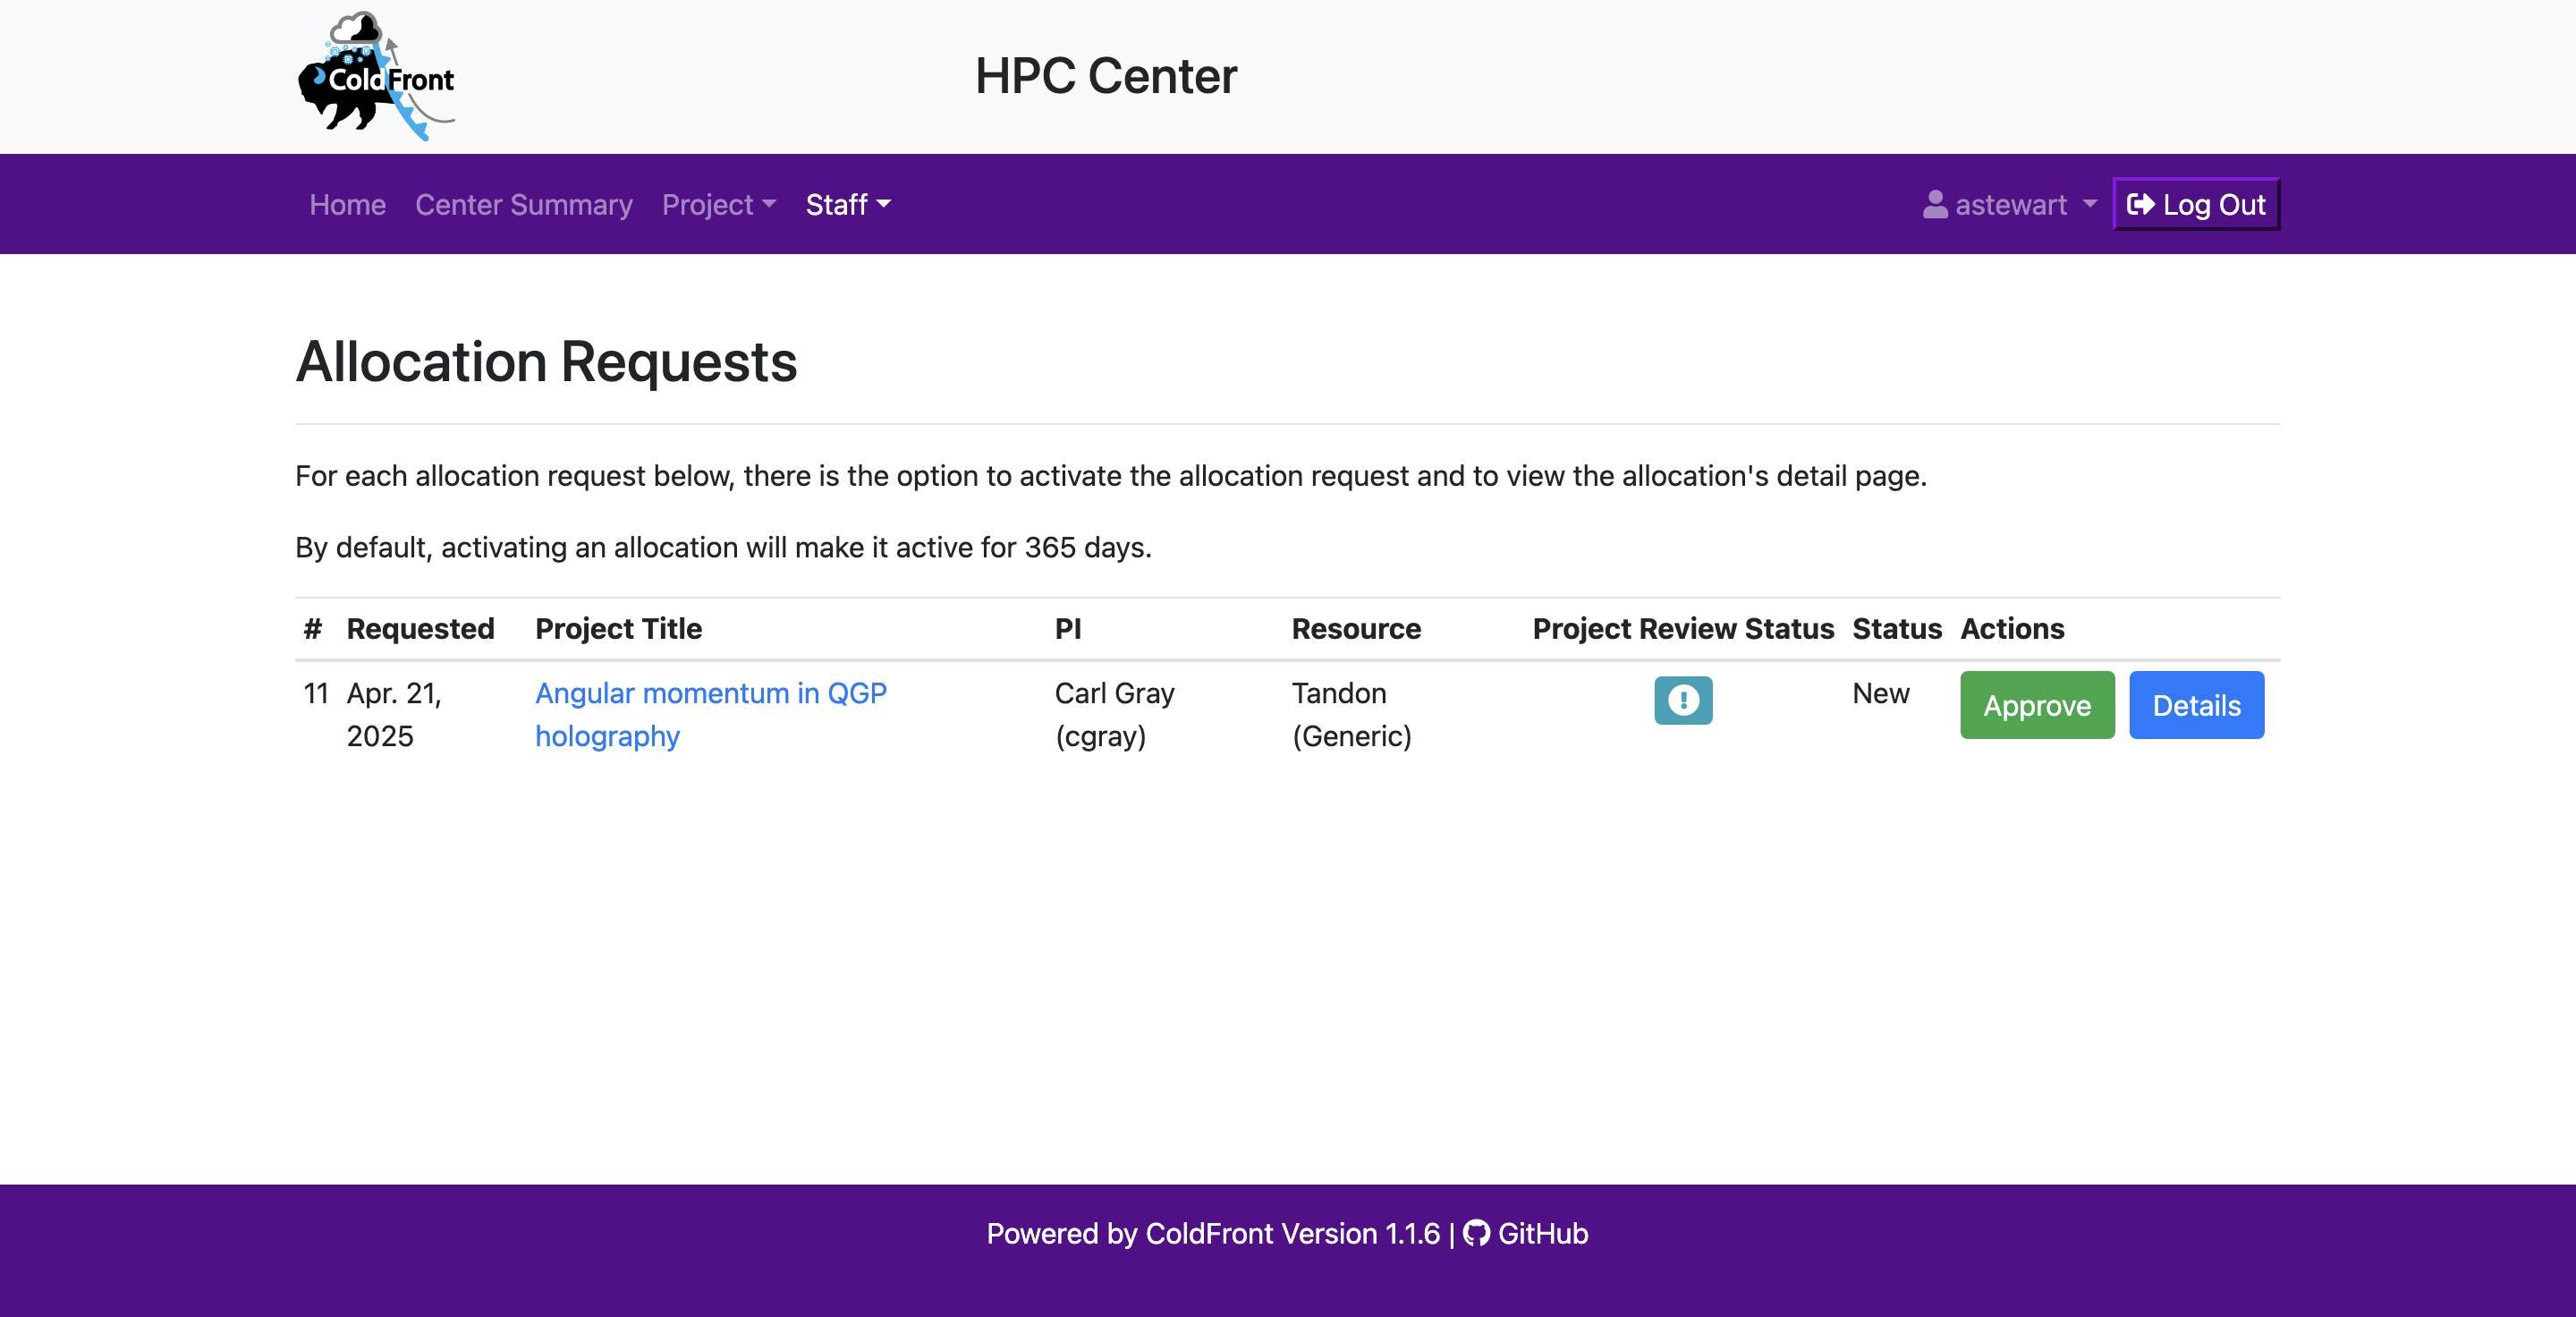 ColdFront
HPC Center
Home Center Summary Project Staff astewart Log Out
Allocation Requests
For each allocation request below, there is the option to activate the allocation request and to view the allocation's detail page.
By default, activating an allocation will make it active for 365 days.
# Requested Project Title PI Resource Project Review Status Status Actions
11 Apr. 21, Angular momentum in QGP Carl Gray Tandon New Approve Details
2025 holography (cgray) (Generic)
Powered by ColdFront Version 1.1.6 | GitHub